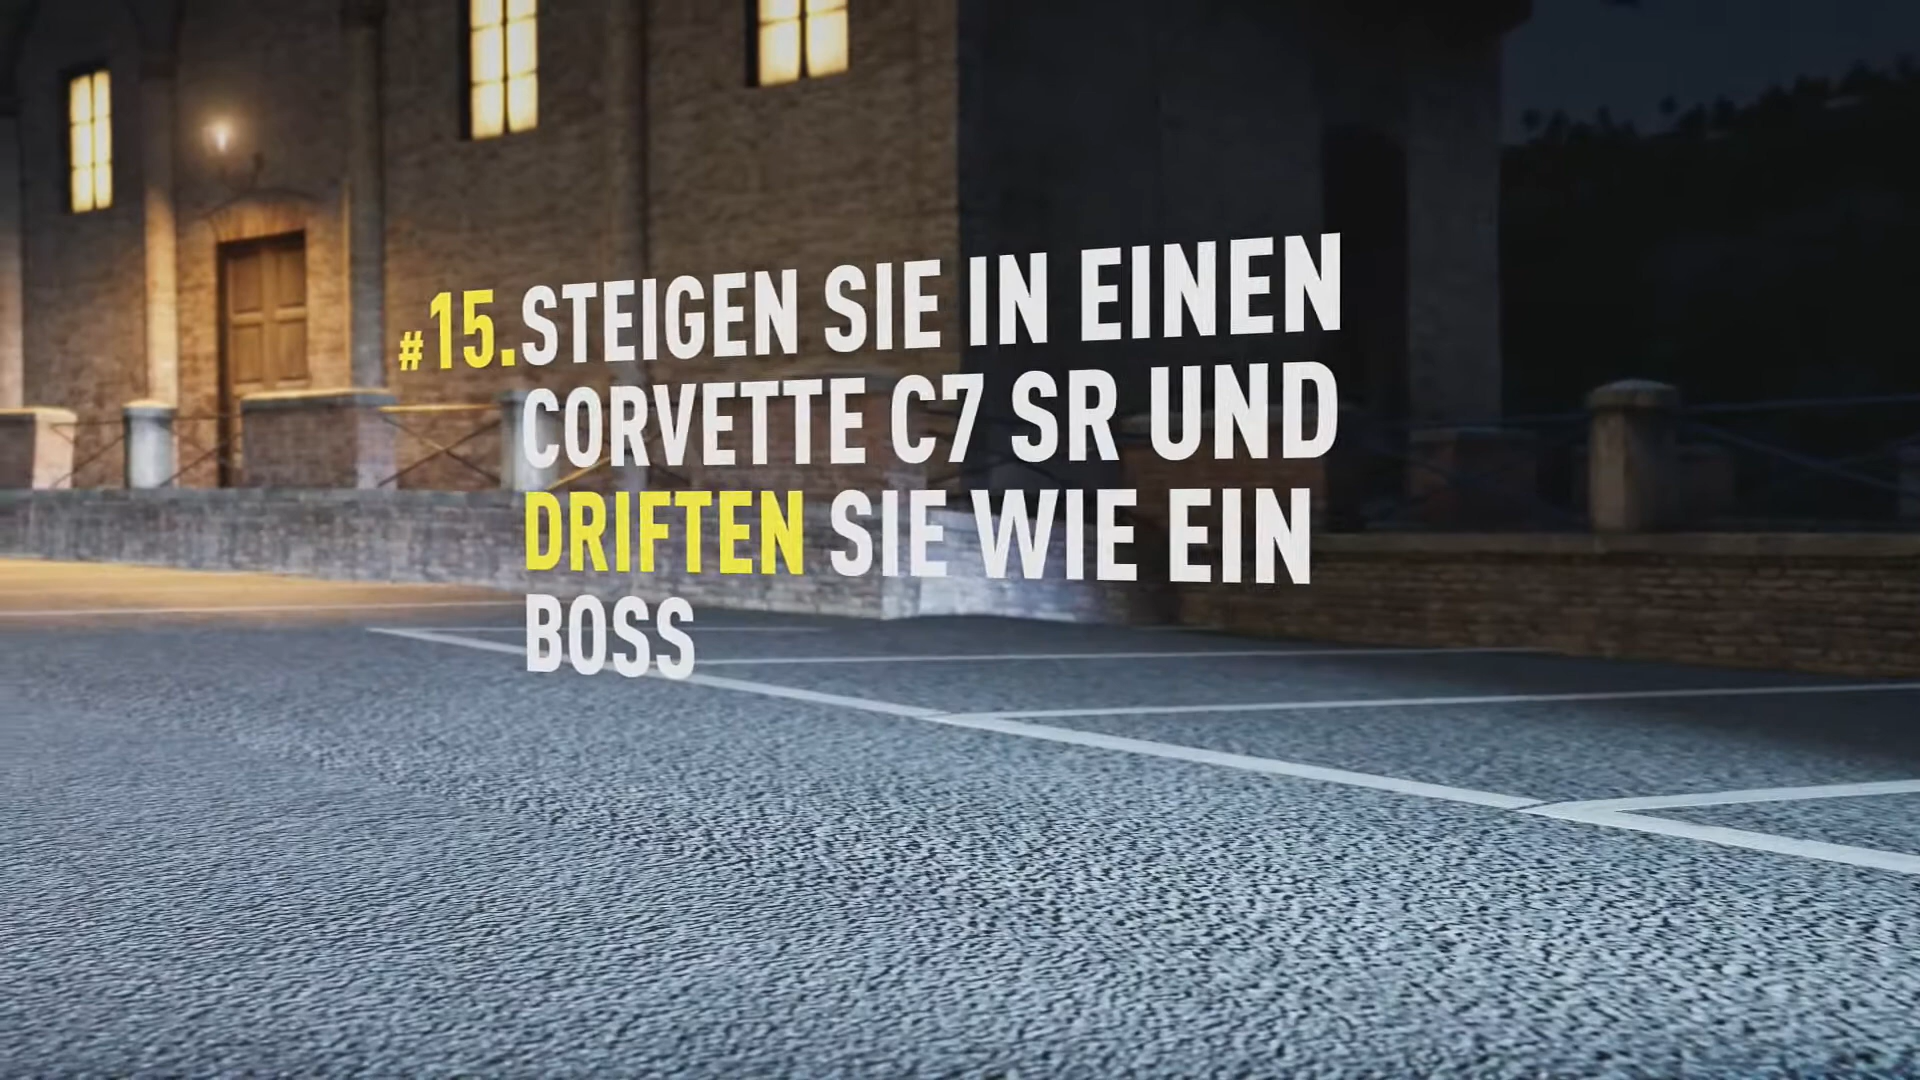 #15. STEIGEN SIE IN EINEN
CORVETTE C7 SR UND
DRIFTEN SIE WIE EIN
BOSS